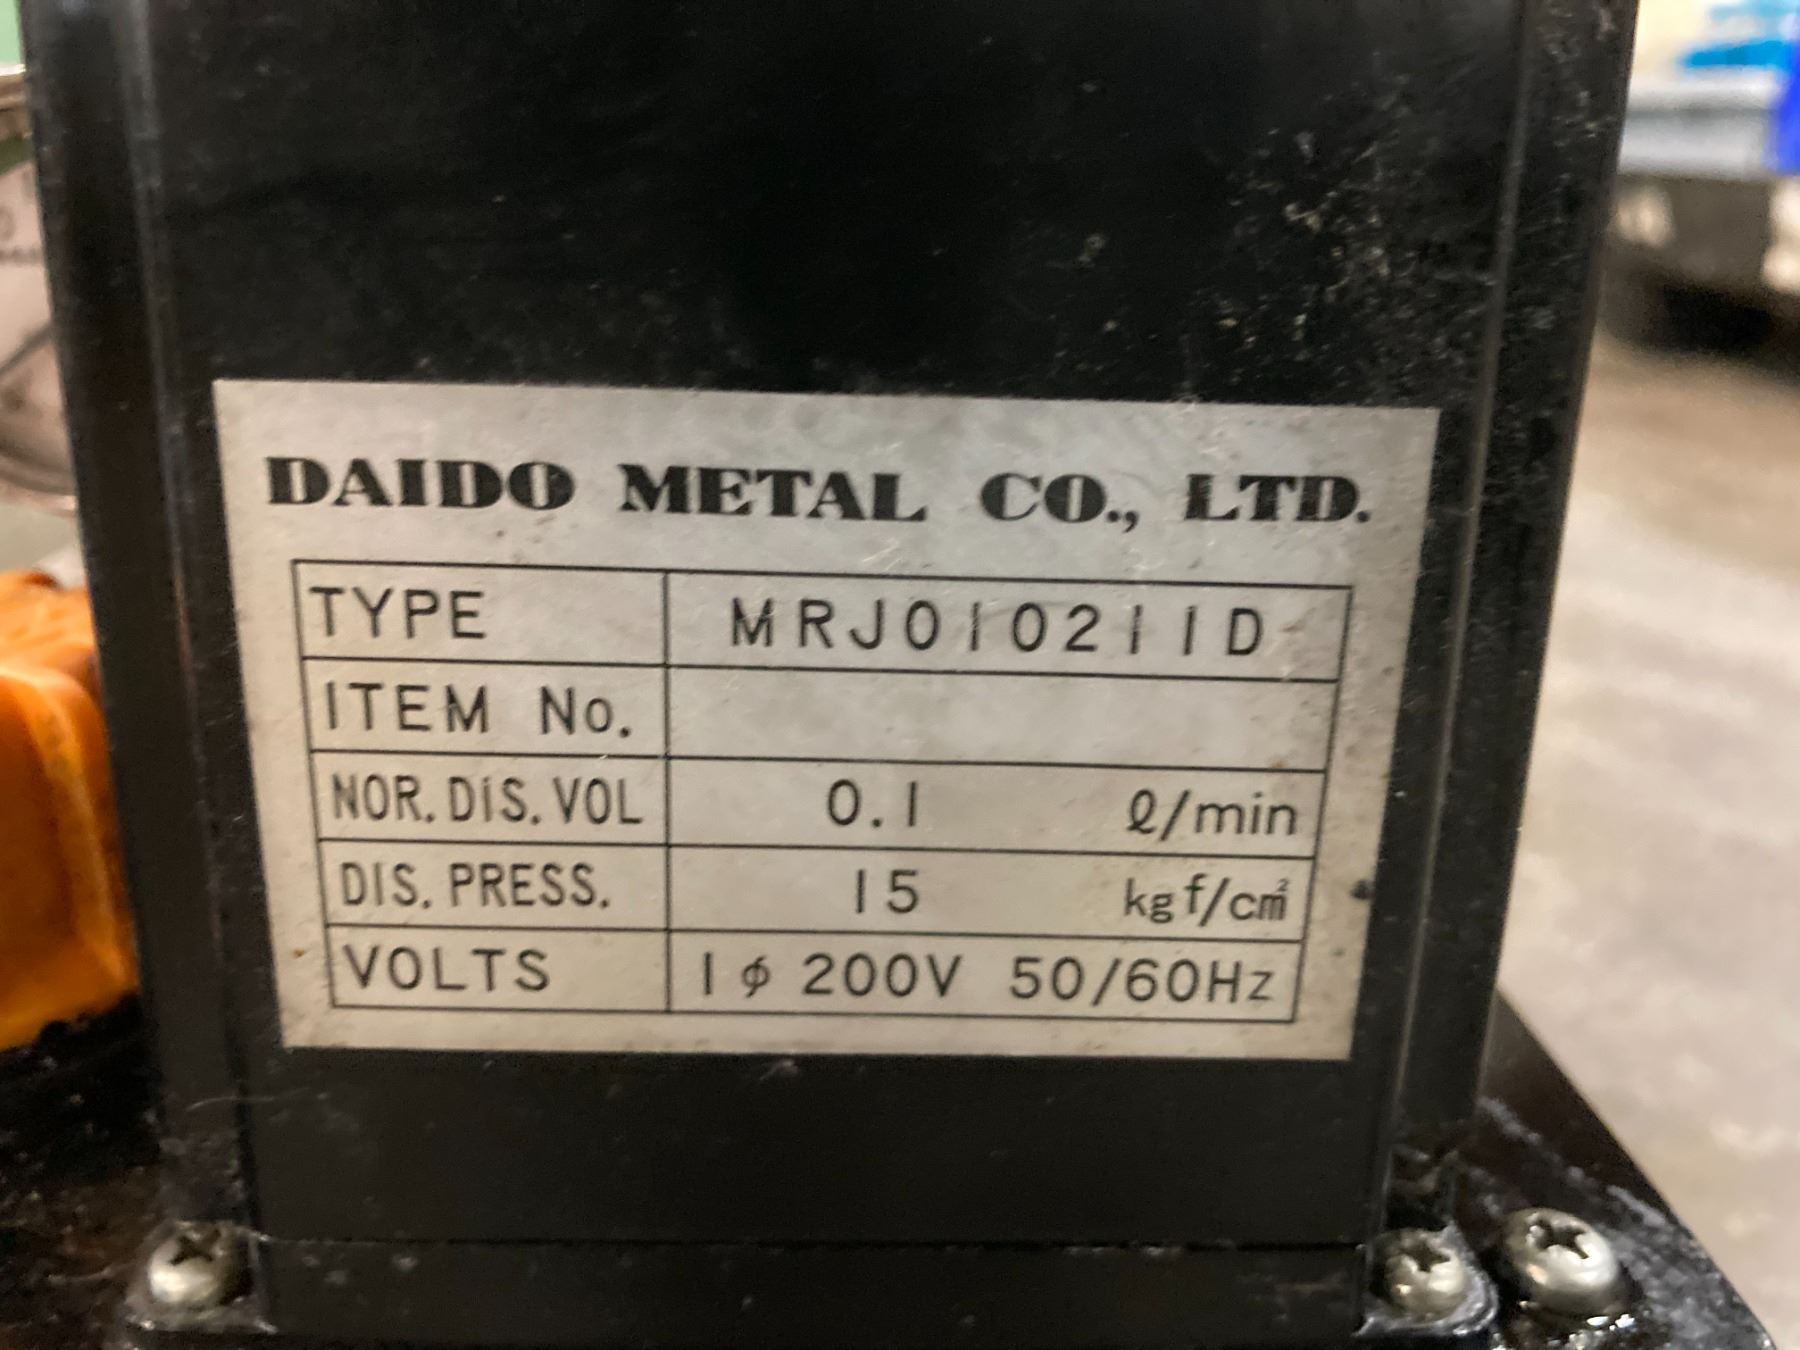 DAIDO METAL CO., LTD.
TYPE MRJ010211D
ITEM No.
NOR. DIS. VOL 0.1 ℓ/min
DIS. PRESS. 15 kgf/cm²
VOLTS 1φ 200V 50/60Hz